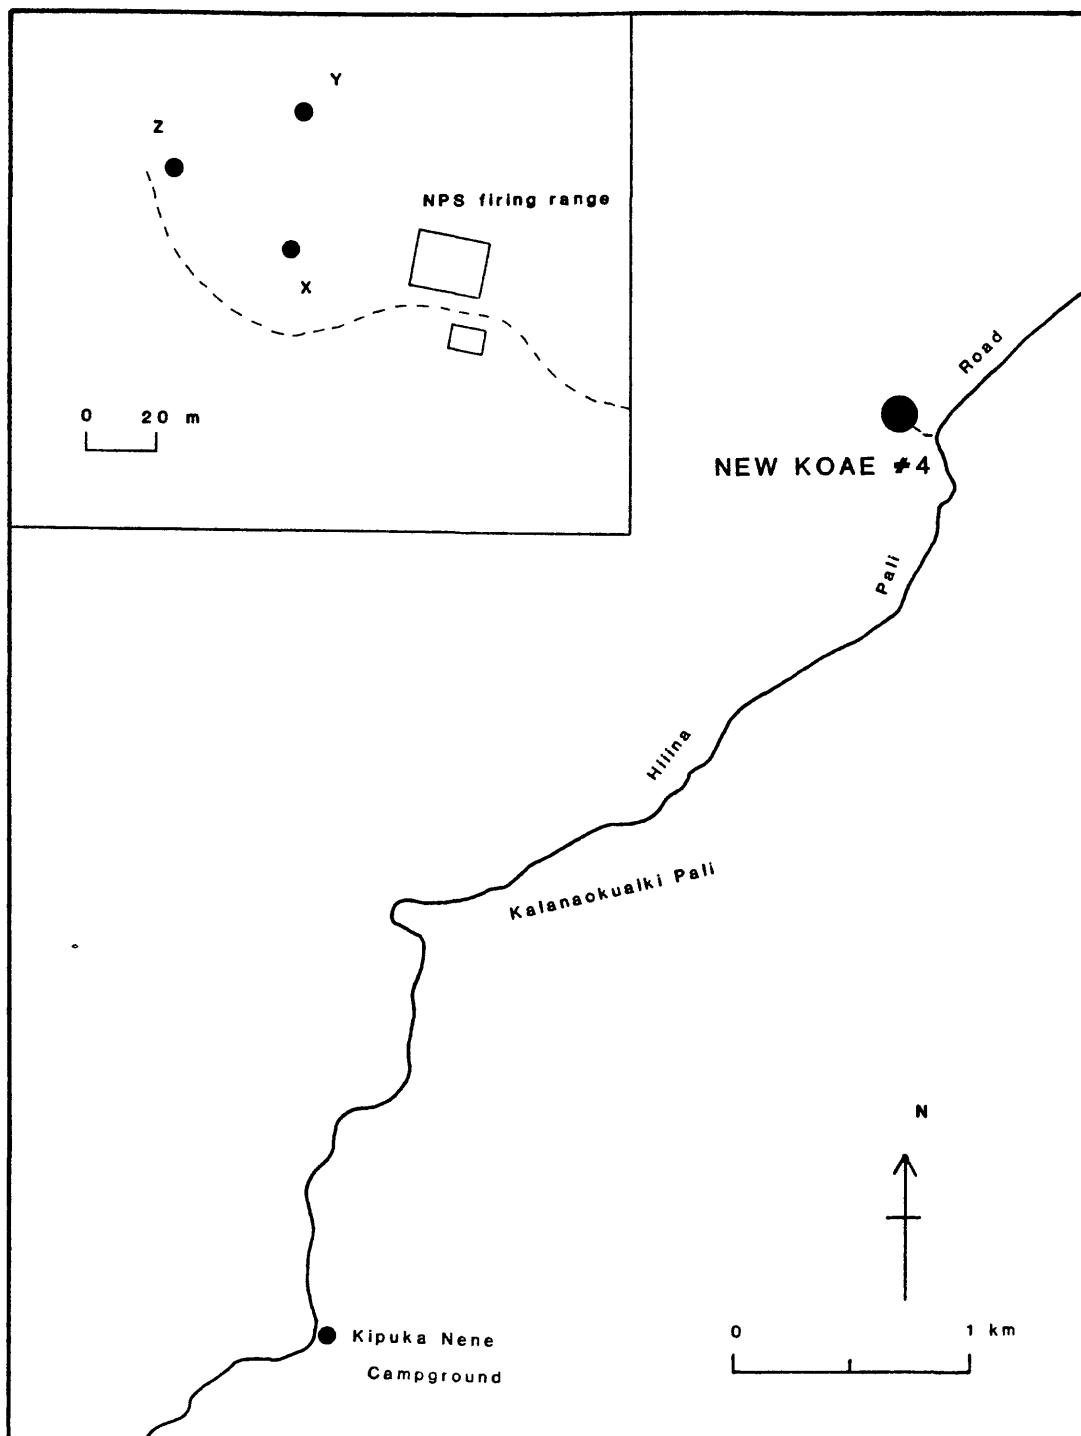 Y
Z
NPS firing range
X
0 20 m
Road
NEW KOAE #4
Pali
Hilina
Kalanaokuaiki Pali
N
0 1 km
Kipuka Nene
Campground